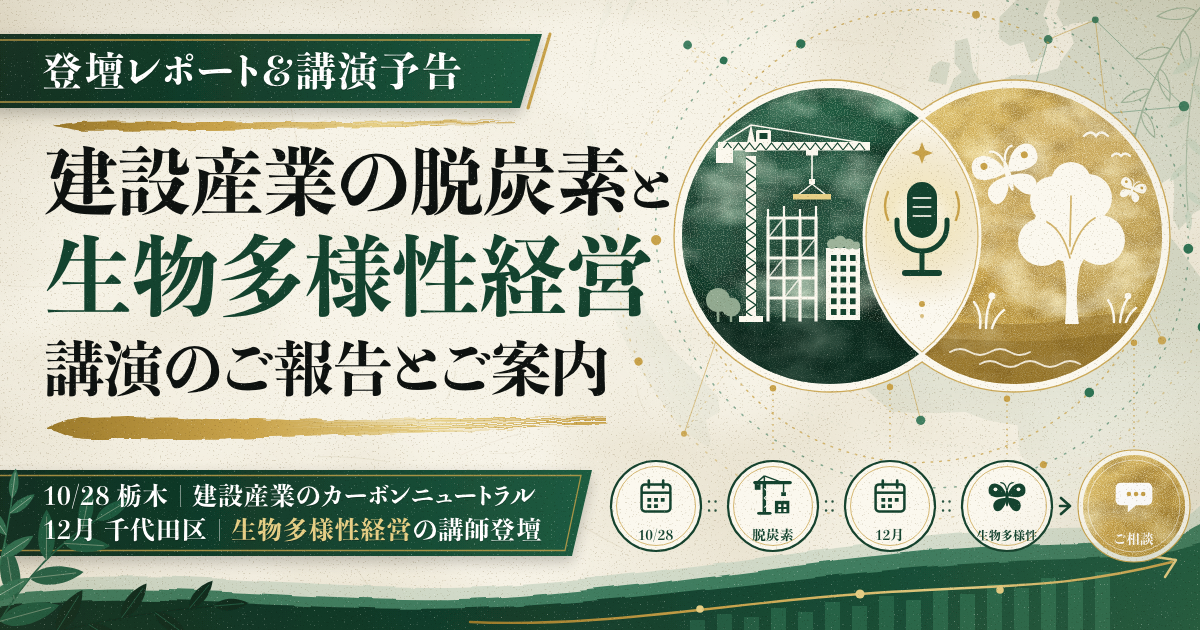 登壇レポート&講演予告
建設産業の脱炭素と
生物多様性経営
講演のご報告とご案内
10/28 栃木｜建設産業のカーボンニュートラル
12月 千代田区｜生物多様性経営の講師登壇
10/28
脱炭素
12月
生物多様性
ご相談